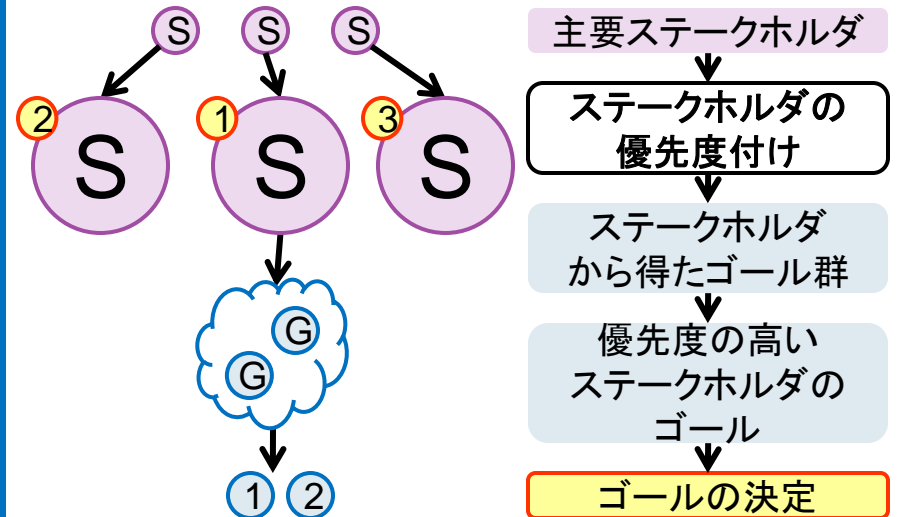 S S S
2 1 3
S S S
G
G
1 2
主要ステークホルダ
ステークホルダの
優先度付け
ステークホルダ
から得たゴール群
優先度の高い
ステークホルダの
ゴール
ゴールの決定